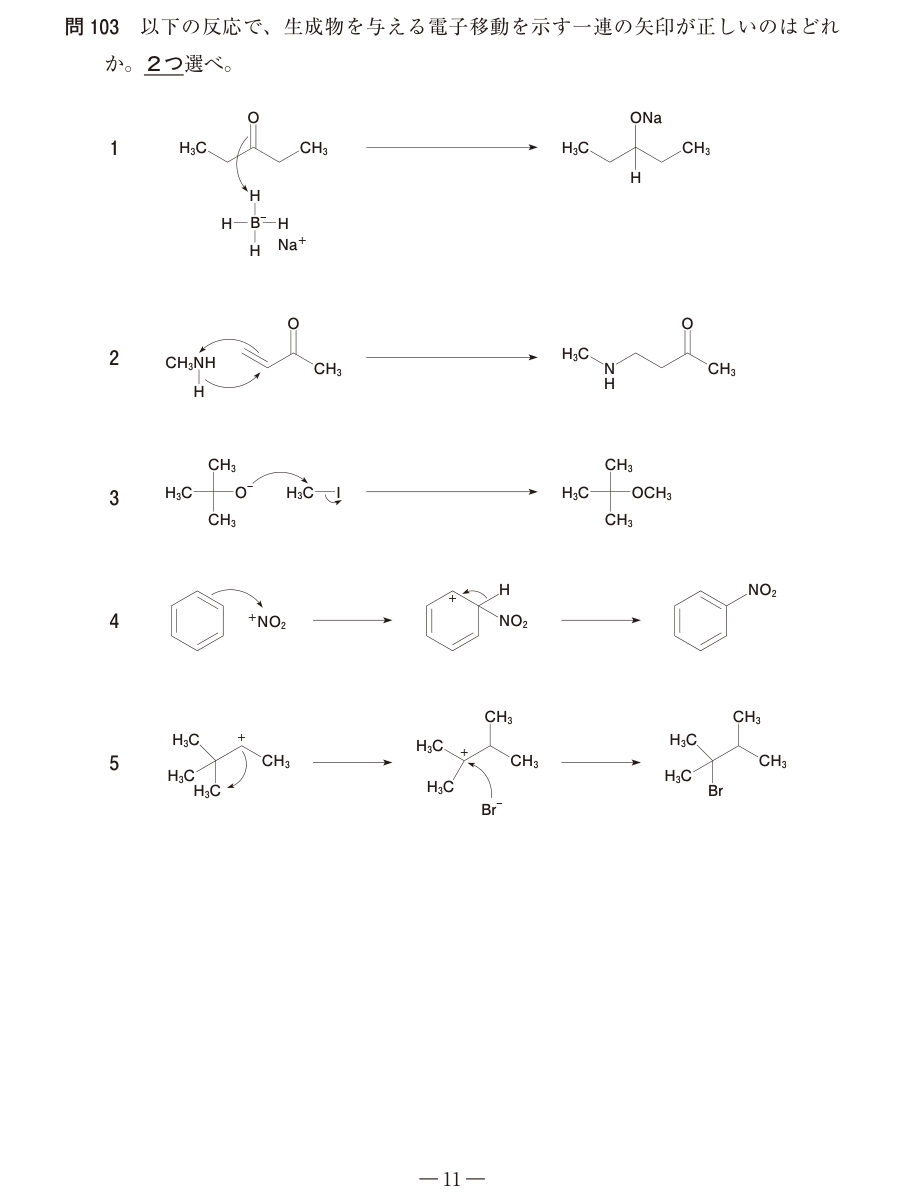 問 103 以下の反応で、生成物を与える電子移動を示す一連の矢印が正しいのはどれ
か。2つ選べ。
1
O
H₃C CH₃
H
H—B⁻—H
H Na⁺
ONa
H₃C CH₃
H
2
O
CH₃NH
H
CH₃
O
H₃C
N
H
CH₃
3
CH₃
H₃C O⁻
CH₃
H₃C—I
CH₃
H₃C OCH₃
CH₃
4
⁺NO₂
+
H
NO₂
NO₂
5
H₃C
+
CH₃
H₃C
H₃C
CH₃
H₃C
+
CH₃
H₃C
Br⁻
CH₃
H₃C
CH₃
H₃C
Br
— 11 —